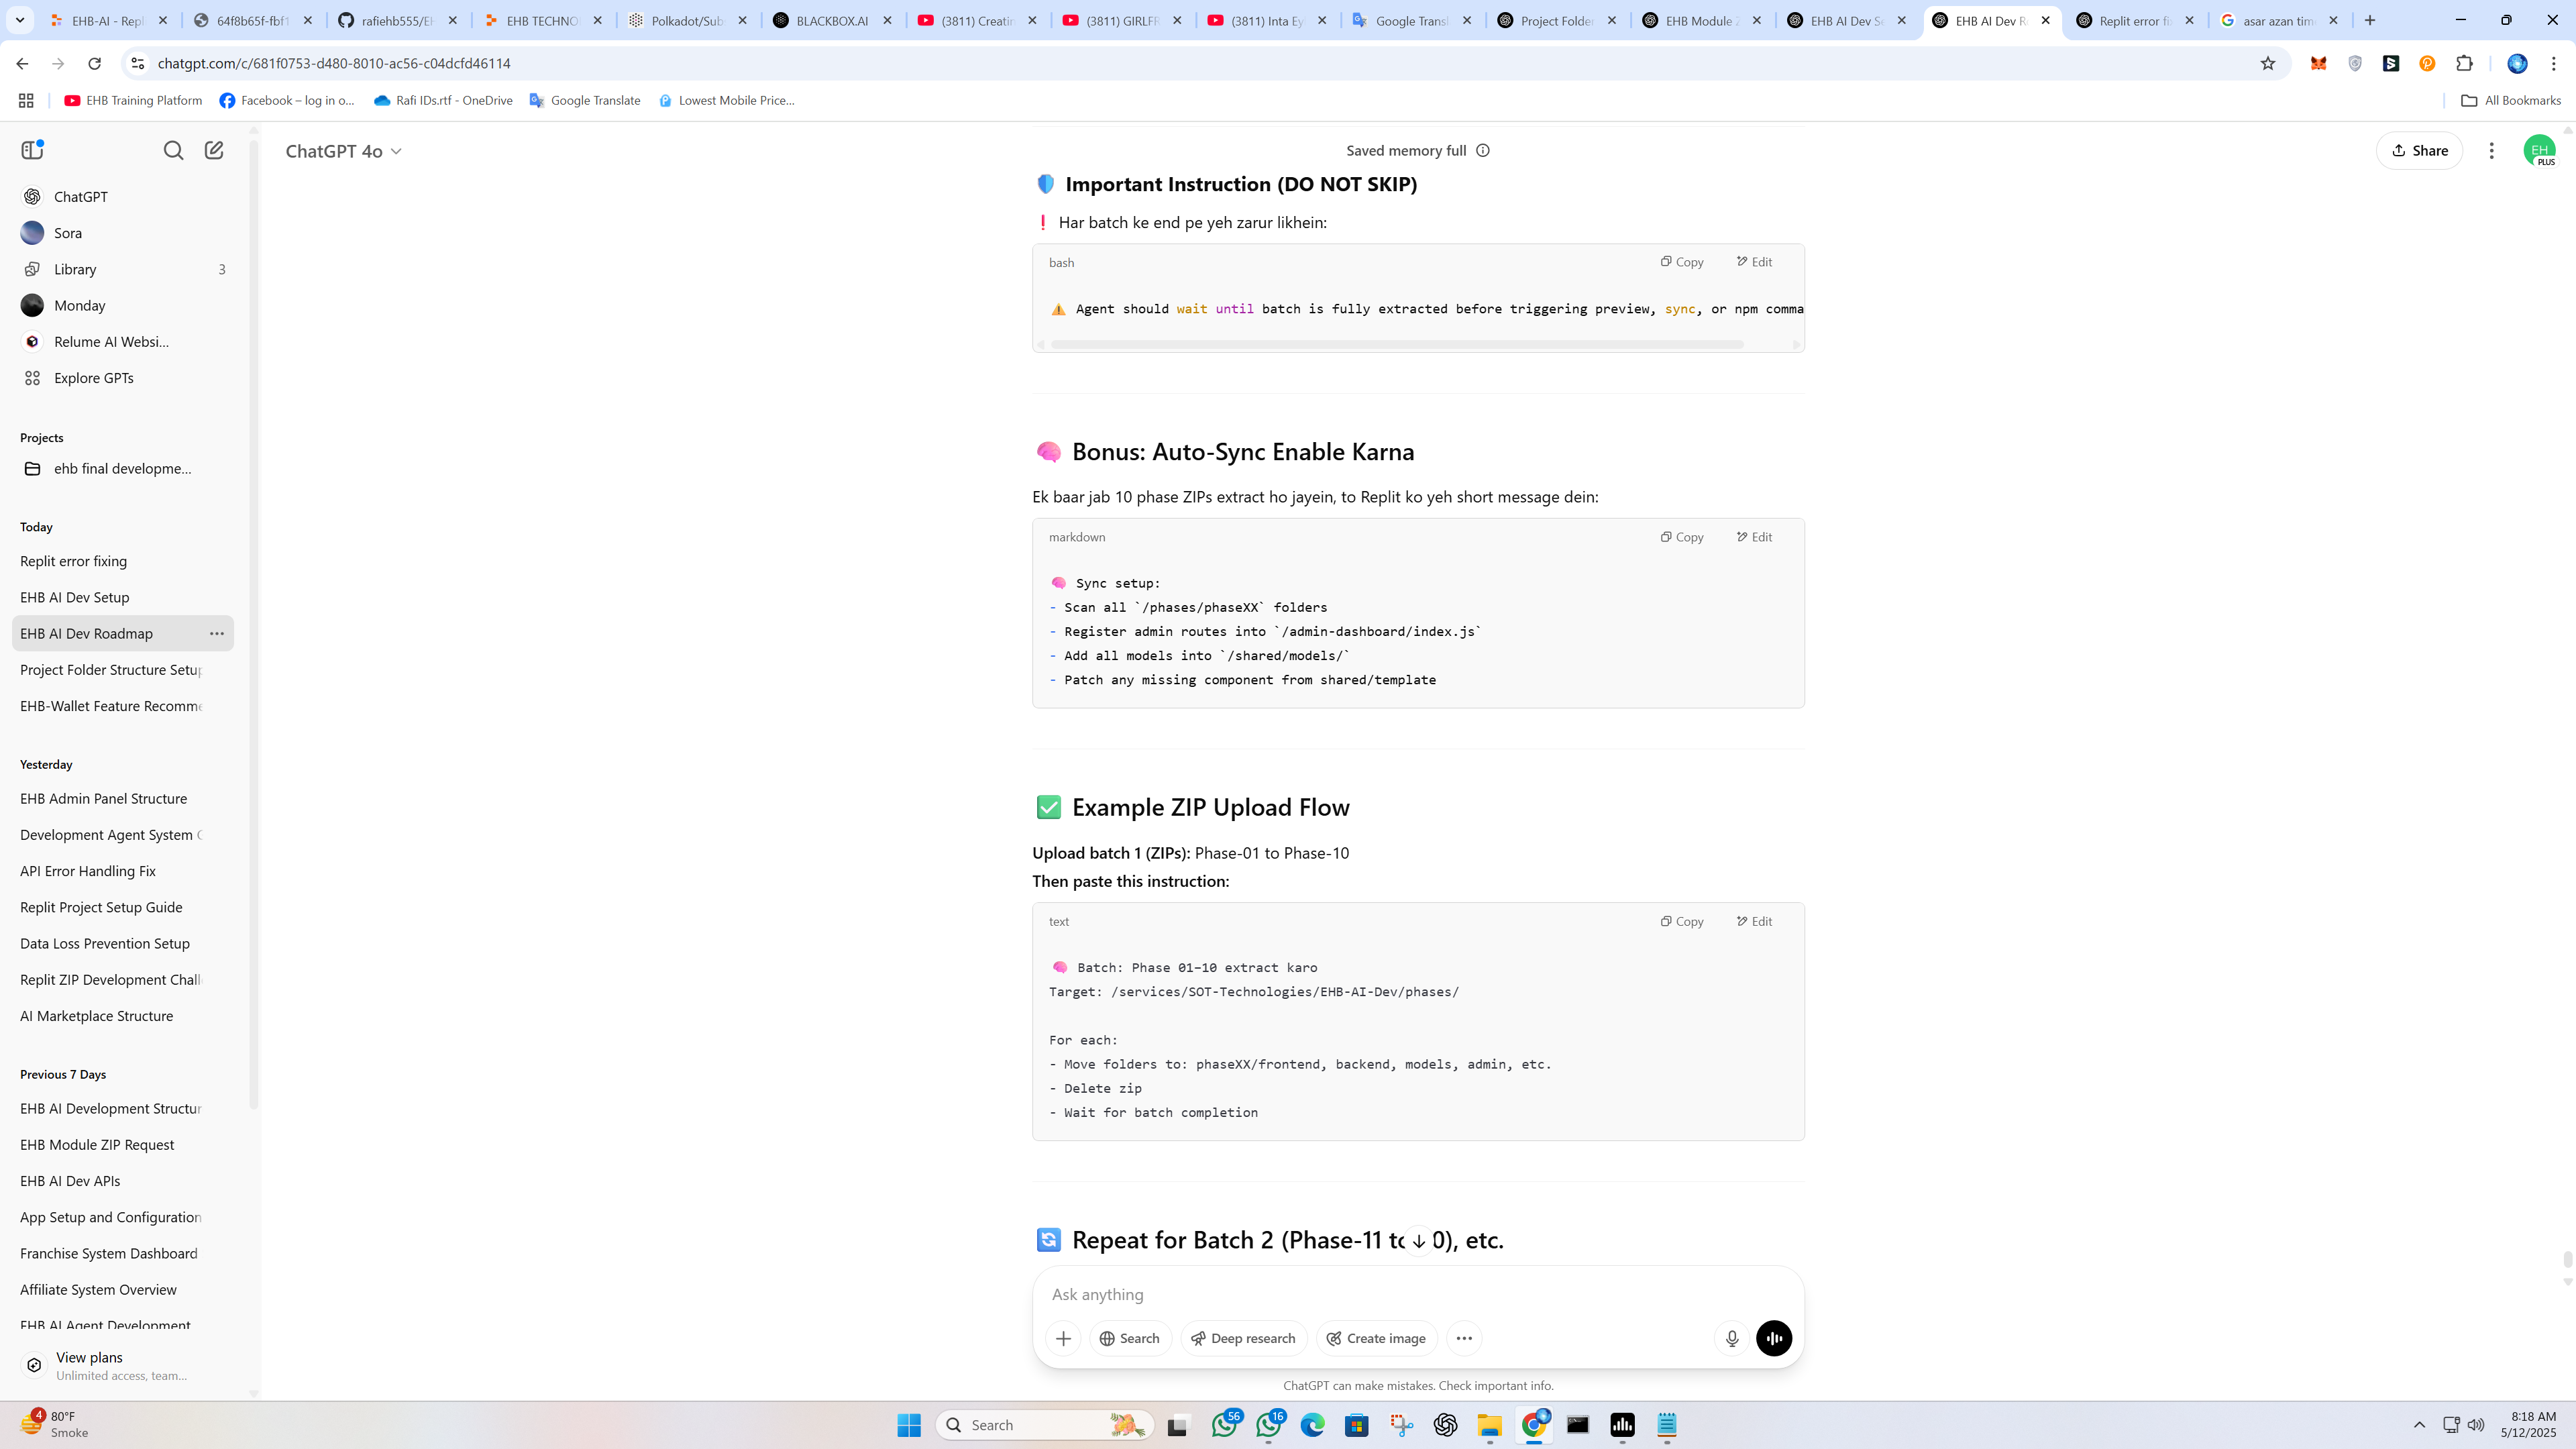 EHB-AI - Repli
64f8b65f-fbf1
rafiehb555/EH
EHB TECHNOL
Polkadot/Sub
BLACKBOX.AI
(3811) Creatin
(3811) GIRLFR
(3811) Inta Ey
Google Transl
Project Folder
EHB Module Z
EHB AI Dev Se
EHB AI Dev Ro
Replit error fix
asar azan tim
chatgpt.com/c/681f0753-d480-8010-ac56-c04dcfd46114
EHB Training Platform
Facebook – log in o...
Rafi IDs.rtf - OneDrive
Google Translate
Lowest Mobile Price...
All Bookmarks
ChatGPT 4o
Saved memory full
Share
EH
PLUS
ChatGPT
Sora
Library 3
Monday
Relume AI Websi...
Explore GPTs
Projects
ehb final developme...
Today
Replit error fixing
EHB AI Dev Setup
EHB AI Dev Roadmap
Project Folder Structure Setup
EHB-Wallet Feature Recomme
Yesterday
EHB Admin Panel Structure
Development Agent System
API Error Handling Fix
Replit Project Setup Guide
Data Loss Prevention Setup
Replit ZIP Development Challe
AI Marketplace Structure
Previous 7 Days
EHB AI Development Structur
EHB Module ZIP Request
EHB AI Dev APIs
App Setup and Configuration
Franchise System Dashboard
Affiliate System Overview
EHB AI Agent Development
View plans
Unlimited access, team...
🛡️ Important Instruction (DO NOT SKIP)
❗ Har batch ke end pe yeh zarur likhein:
bash Copy Edit
⚠️ Agent should wait until batch is fully extracted before triggering preview, sync, or npm comma
🧠 Bonus: Auto-Sync Enable Karna
Ek baar jab 10 phase ZIPs extract ho jayein, to Replit ko yeh short message dein:
markdown Copy Edit
🧠 Sync setup:
- Scan all `/phases/phaseXX` folders
- Register admin routes into `/admin-dashboard/index.js`
- Add all models into `/shared/models/`
- Patch any missing component from shared/template
✅ Example ZIP Upload Flow
Upload batch 1 (ZIPs): Phase-01 to Phase-10
Then paste this instruction:
text Copy Edit
🧠 Batch: Phase 01–10 extract karo
Target: /services/SOT-Technologies/EHB-AI-Dev/phases/
For each:
- Move folders to: phaseXX/frontend, backend, models, admin, etc.
- Delete zip
- Wait for batch completion
🔄 Repeat for Batch 2 (Phase-11 to 0), etc.
Ask anything
Search
Deep research
Create image
ChatGPT can make mistakes. Check important info.
4
80°F
Smoke
Search
56
16
8:18 AM
5/12/2025